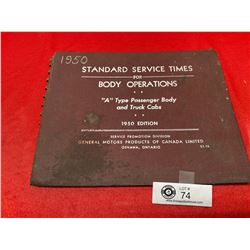 1950
STANDARD SERVICE TIMES
FOR
BODY OPERATIONS
"A" Type Passenger Body
and Truck Cabs
1950 EDITION
SERVICE PROMOTION DIVISION
GENERAL MOTORS PRODUCTS OF CANADA LIMITED
OSHAWA, ONTARIO
LOT #
74